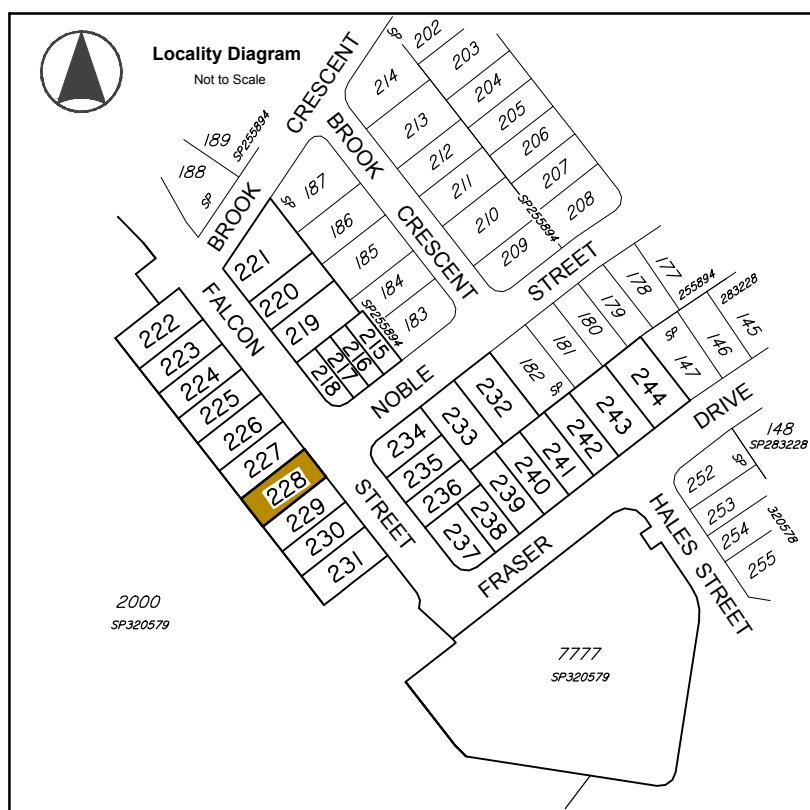 Locality Diagram
Not to Scale
CRESCENT
BROOK
189
SP255894
188
SP
SP
202
203
214
204
213
205
212
206
211
207
210
208
209
SP255894
BROOK
CRESCENT
SP
187
186
185
184
183
SP255894
221
220
219
215
216
217
218
FALCON
STREET
NOBLE
STREET
222
223
224
225
226
227
228
229
230
231
177
178
179
180
181
182
SP
255894
283228
145
146
147
SP
232
233
234
235
236
237
238
239
240
241
242
243
244
FRASER
DRIVE
148
SP283228
SP
252
253
254
255
320578
HALES STREET
2000
SP320579
7777
SP320579